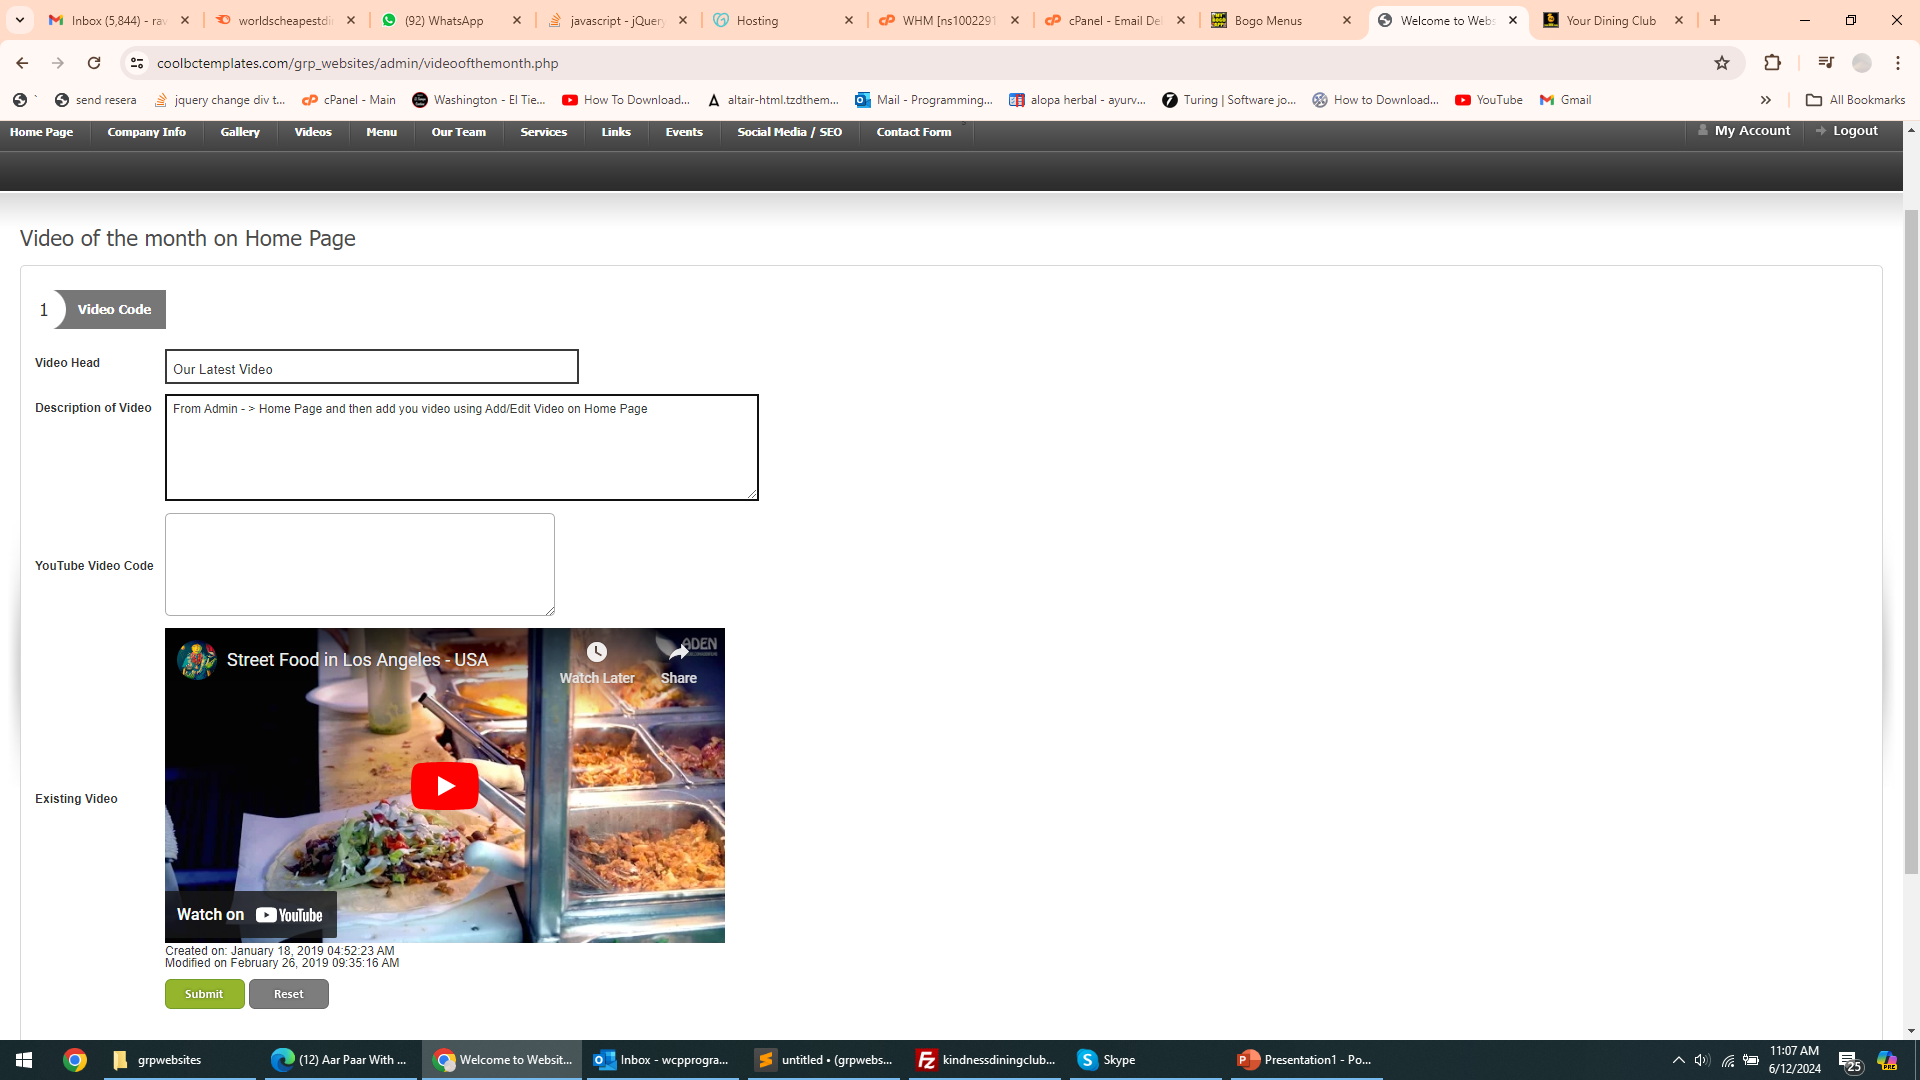 Inbox (5,844) - rav
worldscheapestdi
(92) WhatsApp
javascript - jQuery
Hosting
WHM [ns1002291
cPanel - Email Del
Bogo Menus
Welcome to Webs
Your Dining Club
coolbctemplates.com/grp_websites/admin/videoofthemonth.php
send resera
jquery change div t...
cPanel - Main
Washington - El Tie...
How To Download...
altair-html.tzdthem...
Mail - Programming...
alopa herbal - ayurv...
Turing | Software jo...
How to Download...
YouTube
Gmail
All Bookmarks
Home Page
Company Info
Gallery
Videos
Menu
Our Team
Services
Links
Events
Social Media / SEO
Contact Form
My Account
Logout
Video of the month on Home Page
1
Video Code
Video Head
Our Latest Video
Description of Video
From Admin - > Home Page and then add you video using Add/Edit Video on Home Page
YouTube Video Code
Street Food in Los Angeles - USA
Watch Later
Share
ADEN
Existing Video
Watch on YouTube
Created on: January 18, 2019 04:52:23 AM
Modified on February 26, 2019 09:35:16 AM
Submit
Reset
grpwebsites
(12) Aar Paar With ...
Welcome to Websit...
Inbox - wcpprogra...
untitled • (grpwebs...
kindnessdiningclub...
Skype
Presentation1 - Po...
11:07 AM
6/12/2024
25